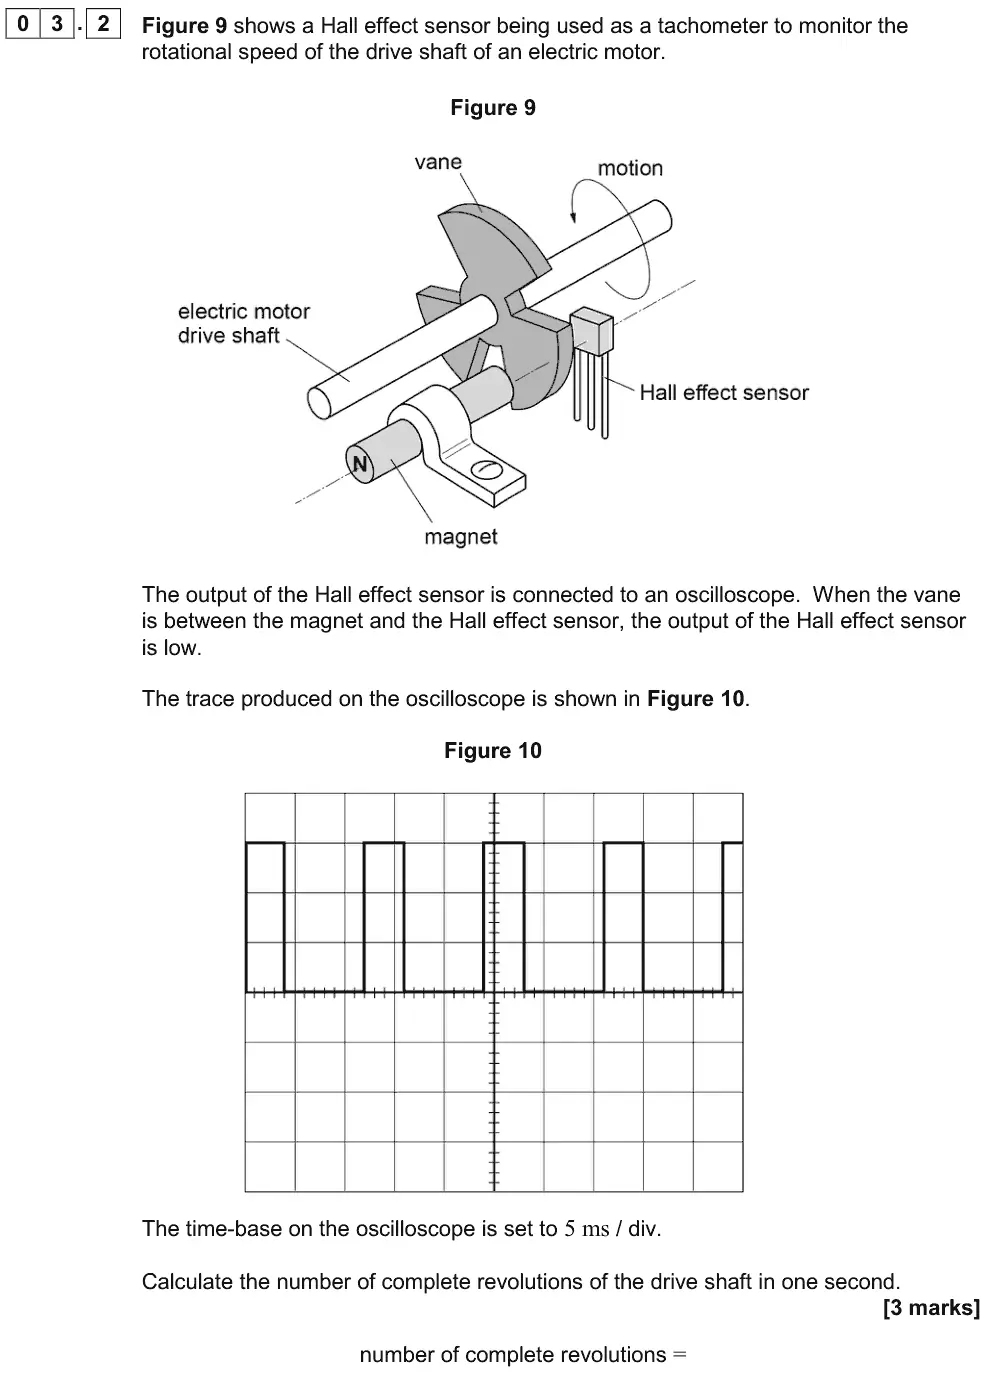 0 3 . 2 Figure 9 shows a Hall effect sensor being used as a tachometer to monitor the
rotational speed of the drive shaft of an electric motor.
Figure 9
vane
motion
electric motor
drive shaft
Hall effect sensor
N
magnet
The output of the Hall effect sensor is connected to an oscilloscope. When the vane
is between the magnet and the Hall effect sensor, the output of the Hall effect sensor
is low.
The trace produced on the oscilloscope is shown in Figure 10.
Figure 10
The time-base on the oscilloscope is set to 5 ms / div.
Calculate the number of complete revolutions of the drive shaft in one second.
[3 marks]
number of complete revolutions =